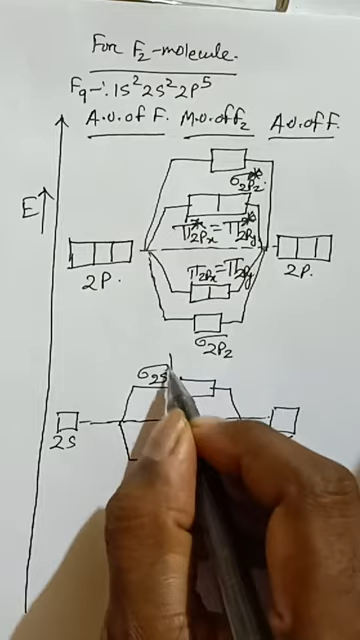 For F2-molecule.
F9-: 1S² 2S² 2P⁵
A.O. of F. M.O. of F2 A.O. of F.
σ*2Pz
E↑
π*2Px = π*2Py
2P. 2P.
π2Px = π2Py
σ2Pz
σ2S
2S